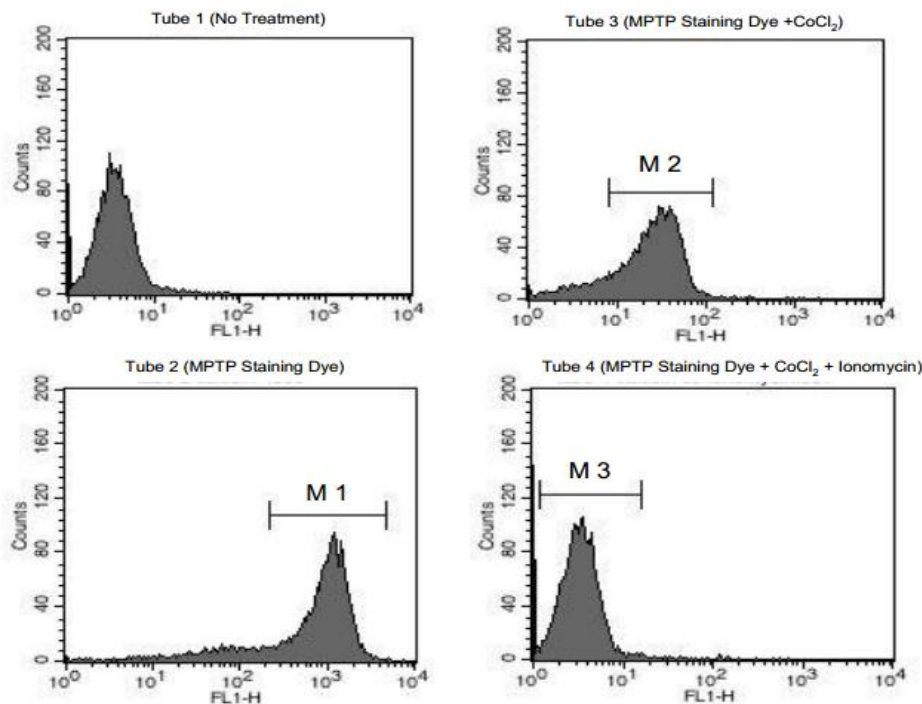 Tube 1 (No Treatment)
200
160
120
80
40
0
Counts
10⁰ 10¹ 10² 10³ 10⁴
FL1-H
Tube 3 (MPTP Staining Dye +CoCl₂)
200
160
120
80
40
0
Counts
M 2
10⁰ 10¹ 10² 10³ 10⁴
FL1-H
Tube 2 (MPTP Staining Dye)
200
160
120
80
40
0
Counts
M 1
10⁰ 10¹ 10² 10³ 10⁴
FL1-H
Tube 4 (MPTP Staining Dye + CoCl₂ + Ionomycin)
200
160
120
80
40
0
Counts
M 3
10⁰ 10¹ 10² 10³ 10⁴
FL1-H